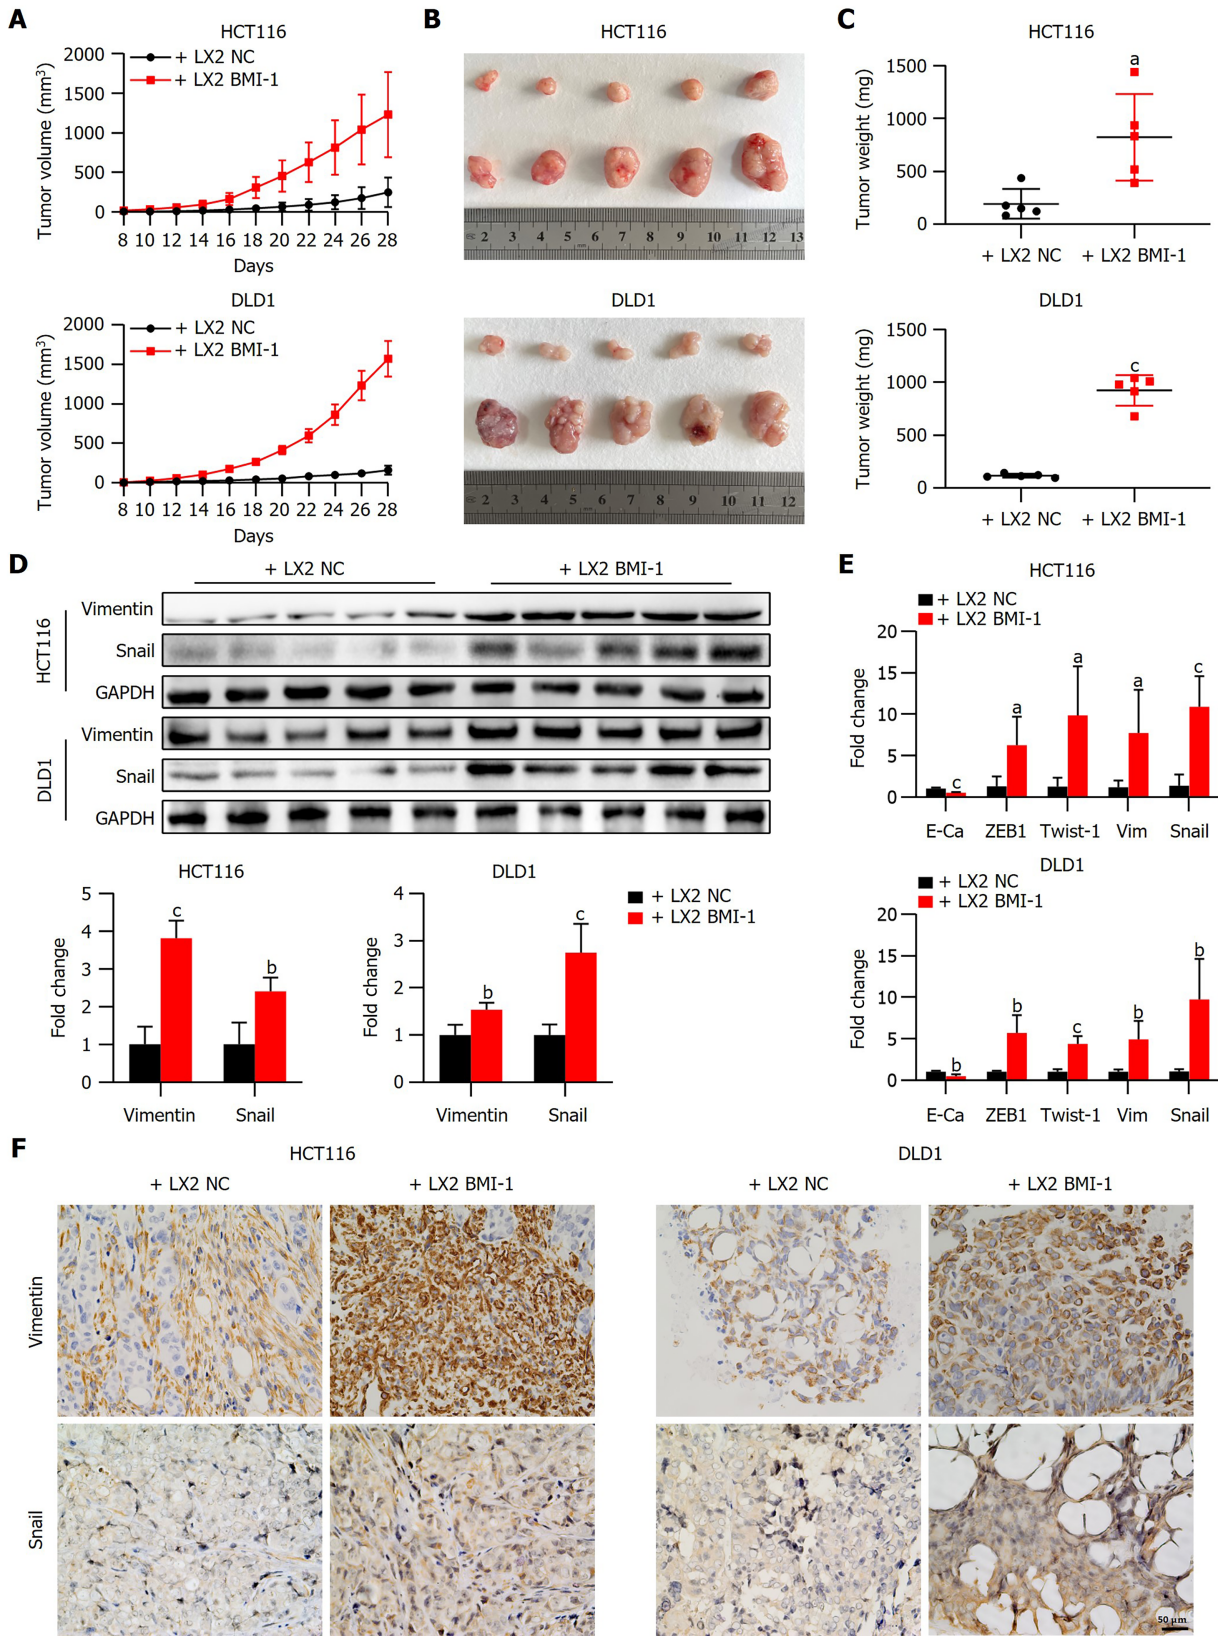 A
HCT116
+ LX2 NC
+ LX2 BMI-1
Tumor volume (mm³)
2000
1500
1000
500
0
8 10 12 14 16 18 20 22 24 26 28
Days
DLD1
+ LX2 NC
+ LX2 BMI-1
Tumor volume (mm³)
2000
1500
1000
500
0
8 10 12 14 16 18 20 22 24 26 28
Days
B
HCT116
2 3 4 5 6 7 8 9 10 11 12 13
DLD1
2 3 4 5 6 7 8 9 10 11 12
C
HCT116
Tumor weight (mg)
1500
1000
500
0
a
+ LX2 NC + LX2 BMI-1
DLD1
Tumor weight (mg)
1500
1000
500
0
c
+ LX2 NC + LX2 BMI-1
D
+ LX2 NC + LX2 BMI-1
HCT116
Vimentin
Snail
GAPDH
DLD1
Vimentin
Snail
GAPDH
HCT116
Fold change
5
4
3
2
1
0
c
b
Vimentin Snail
DLD1
Fold change
4
3
2
1
0
b
c
Vimentin Snail
+ LX2 NC
+ LX2 BMI-1
E
HCT116
+ LX2 NC
+ LX2 BMI-1
Fold change
20
15
10
5
0
c a a a c
E-Ca ZEB1 Twist-1 Vim Snail
DLD1
+ LX2 NC
+ LX2 BMI-1
Fold change
20
15
10
5
0
b b c b b
E-Ca ZEB1 Twist-1 Vim Snail
F
HCT116 DLD1
+ LX2 NC + LX2 BMI-1 + LX2 NC + LX2 BMI-1
Vimentin
Snail
50 μm